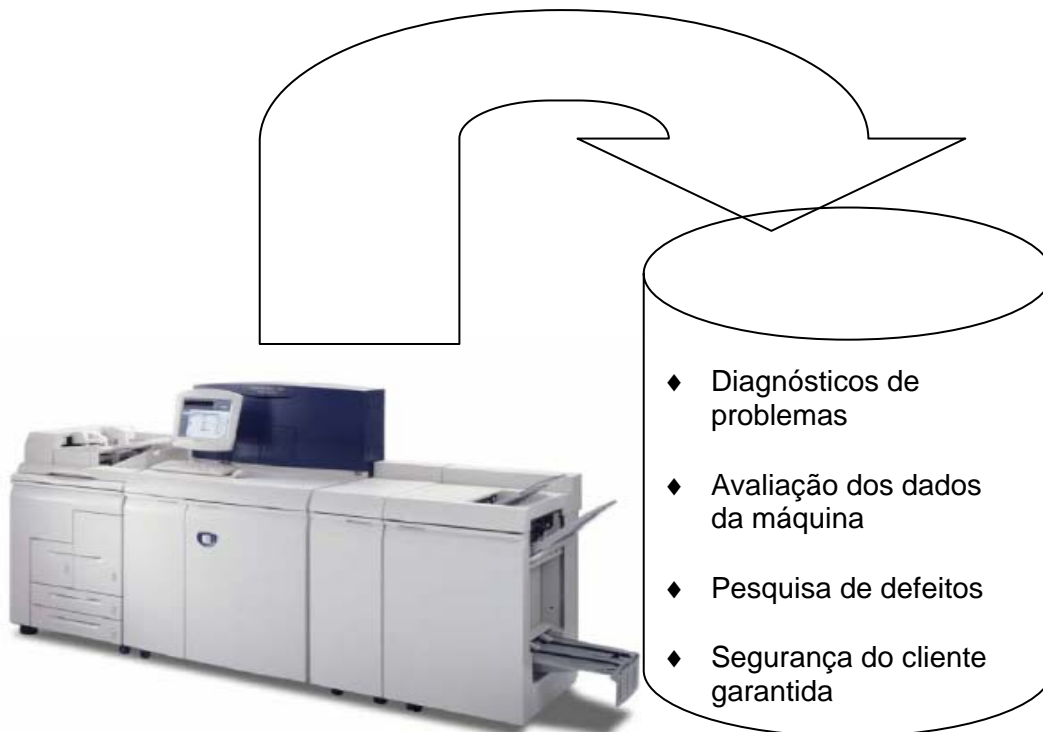 ♦ Diagnósticos de
problemas
♦ Avaliação dos dados
da máquina
♦ Pesquisa de defeitos
♦ Segurança do cliente
garantida